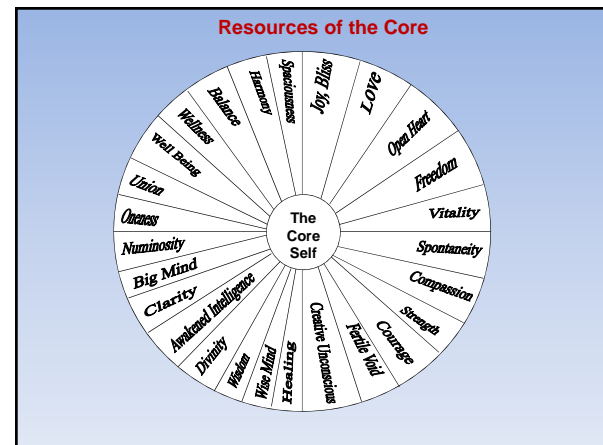 Resources of the Core
Joy, Bliss
Love
Open Heart
Freedom
Vitality
Spontaneity
Compassion
Strength
Courage
Fertile Void
Creative Unconscious
Healing
Wise Mind
Wisdom
Divinity
Awakened Intelligence
Clarity
Big Mind
Numinosity
Oneness
Union
Well Being
Wellness
Balance
Harmony
Spaciousness
The
Core
Self